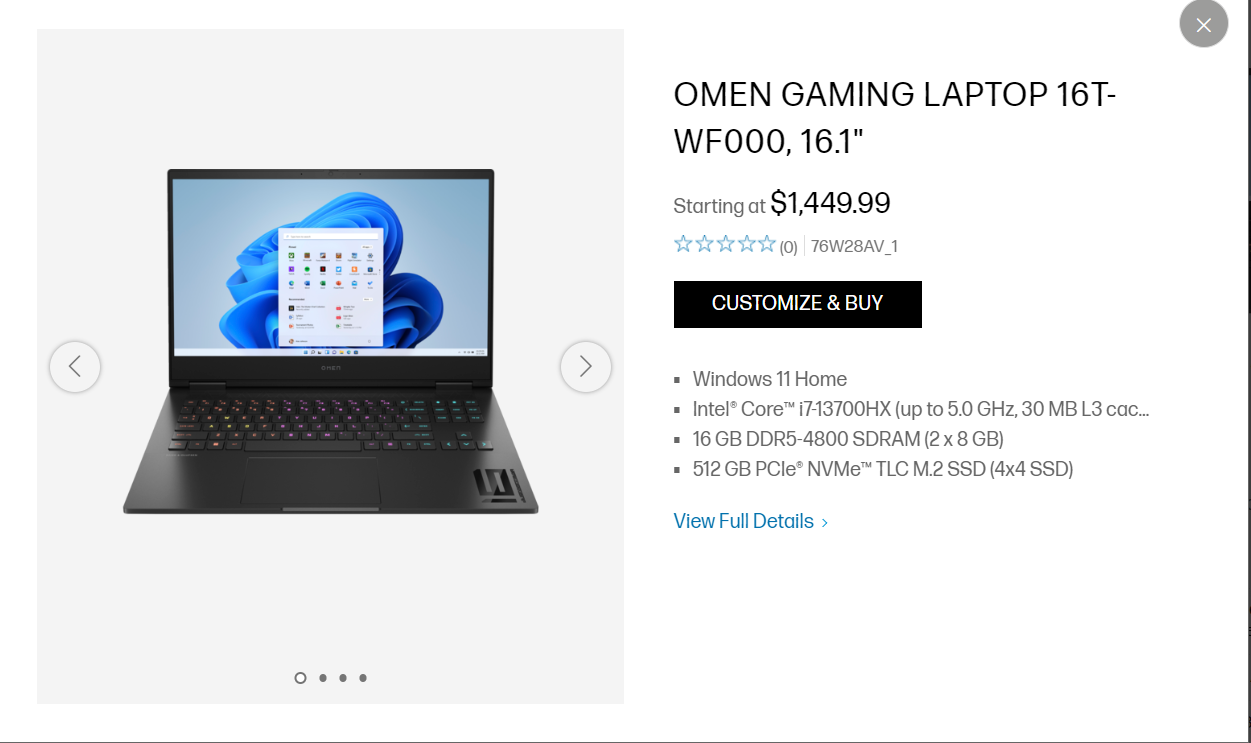 OMEN GAMING LAPTOP 16T-
WF000, 16.1"
Starting at $1,449.99
(0) 76W28AV_1
CUSTOMIZE & BUY
Windows 11 Home
Intel® Core™ i7-13700HX (up to 5.0 GHz, 30 MB L3 cac...
16 GB DDR5-4800 SDRAM (2 x 8 GB)
512 GB PCIe® NVMe™ TLC M.2 SSD (4x4 SSD)
View Full Details
OMEN